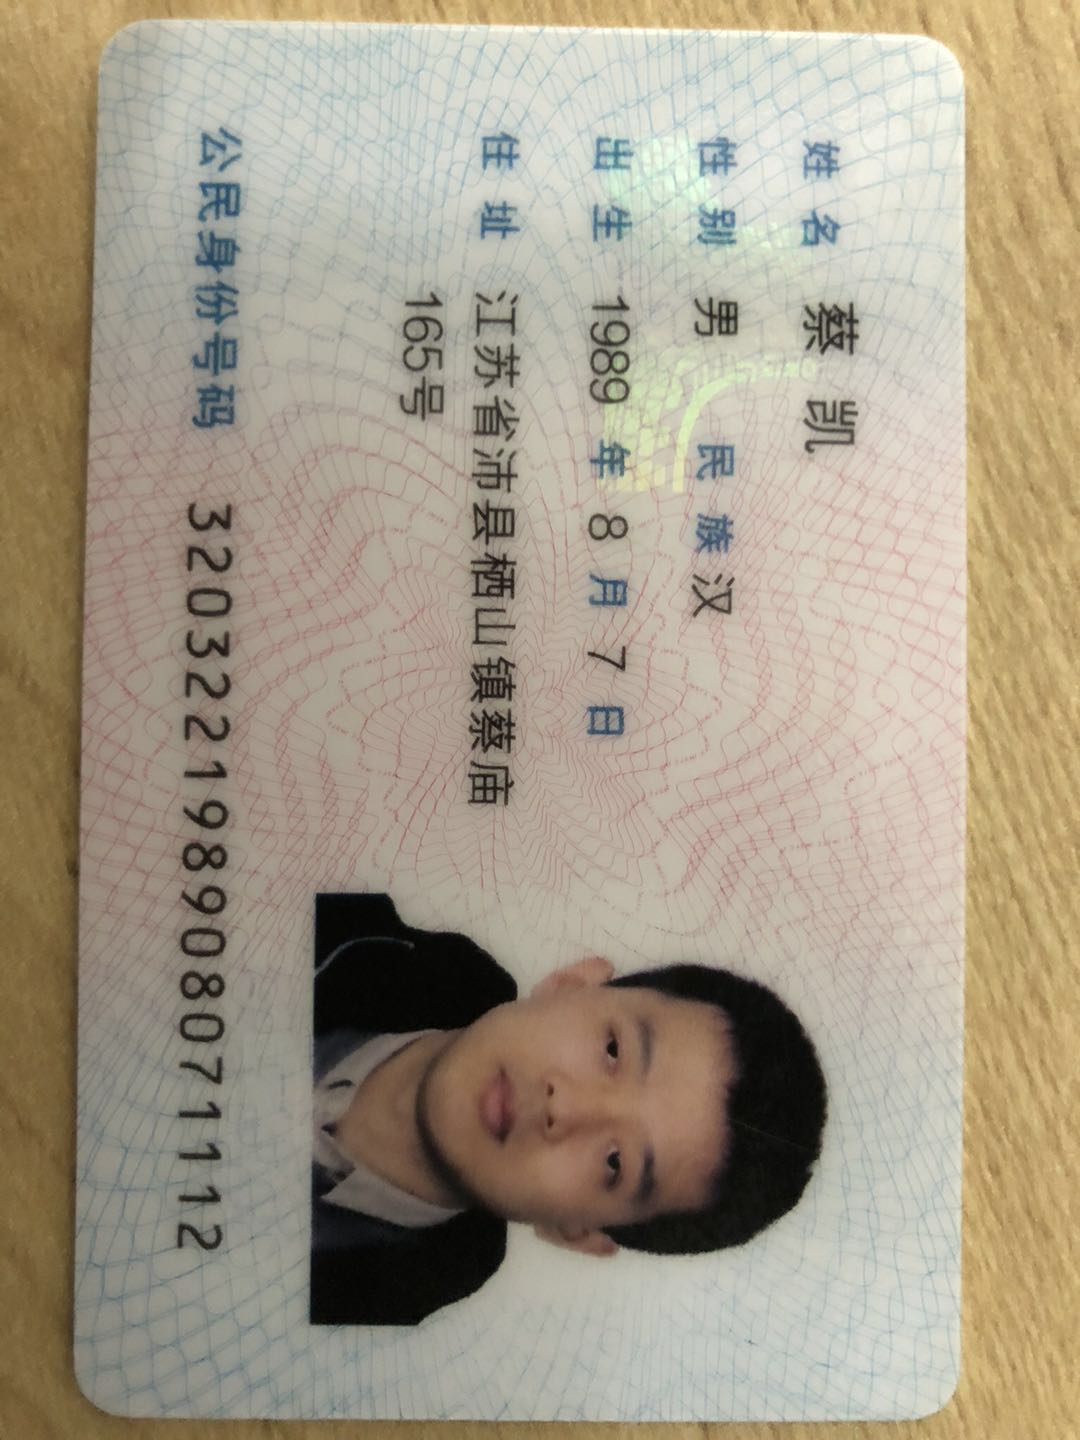 姓名 蔡凯
性别 男 民族 汉
出生 1989 年 8 月 7 日
住址 江苏省沛县栖山镇蔡庙
165号
公民身份号码 320322198908071112